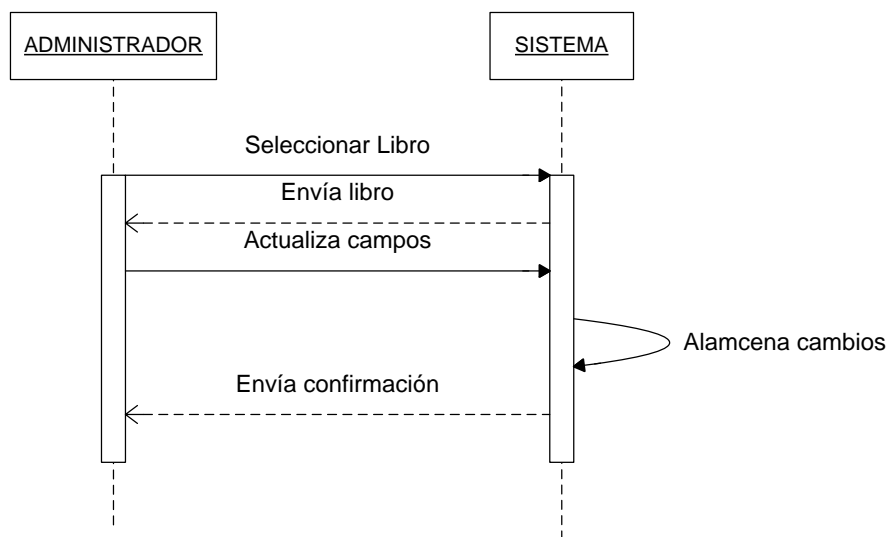 ADMINISTRADOR
SISTEMA
Seleccionar Libro
Envía libro
Actualiza campos
Alamcena cambios
Envía confirmación